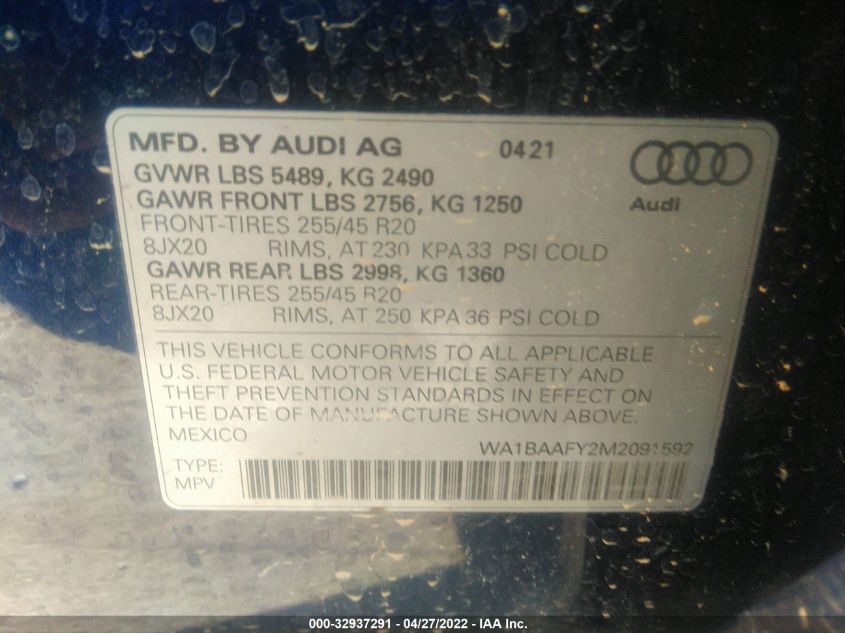 MFD. BY AUDI AG 04 21
GVWR LBS 5489, KG 2490
GAWR FRONT LBS 2756, KG 1250
Audi
FRONT-TIRES 255/45 R20
8JX20 RIMS, AT 230 KPA 33 PSI COLD
GAWR REAR LBS 2998, KG 1360
REAR-TIRES 255/45 R20
8JX20 RIMS, AT 250 KPA 36 PSI COLD
THIS VEHICLE CONFORMS TO ALL APPLICABLE
U.S. FEDERAL MOTOR VEHICLE SAFETY AND
THEFT PREVENTION STANDARDS IN EFFECT ON
THE DATE OF MANUFACTURE SHOWN ABOVE.
MEXICO
WA1BAAFY2M2091592
TYPE:
MPV
000-32937291 - 04/27/2022 - IAA Inc.